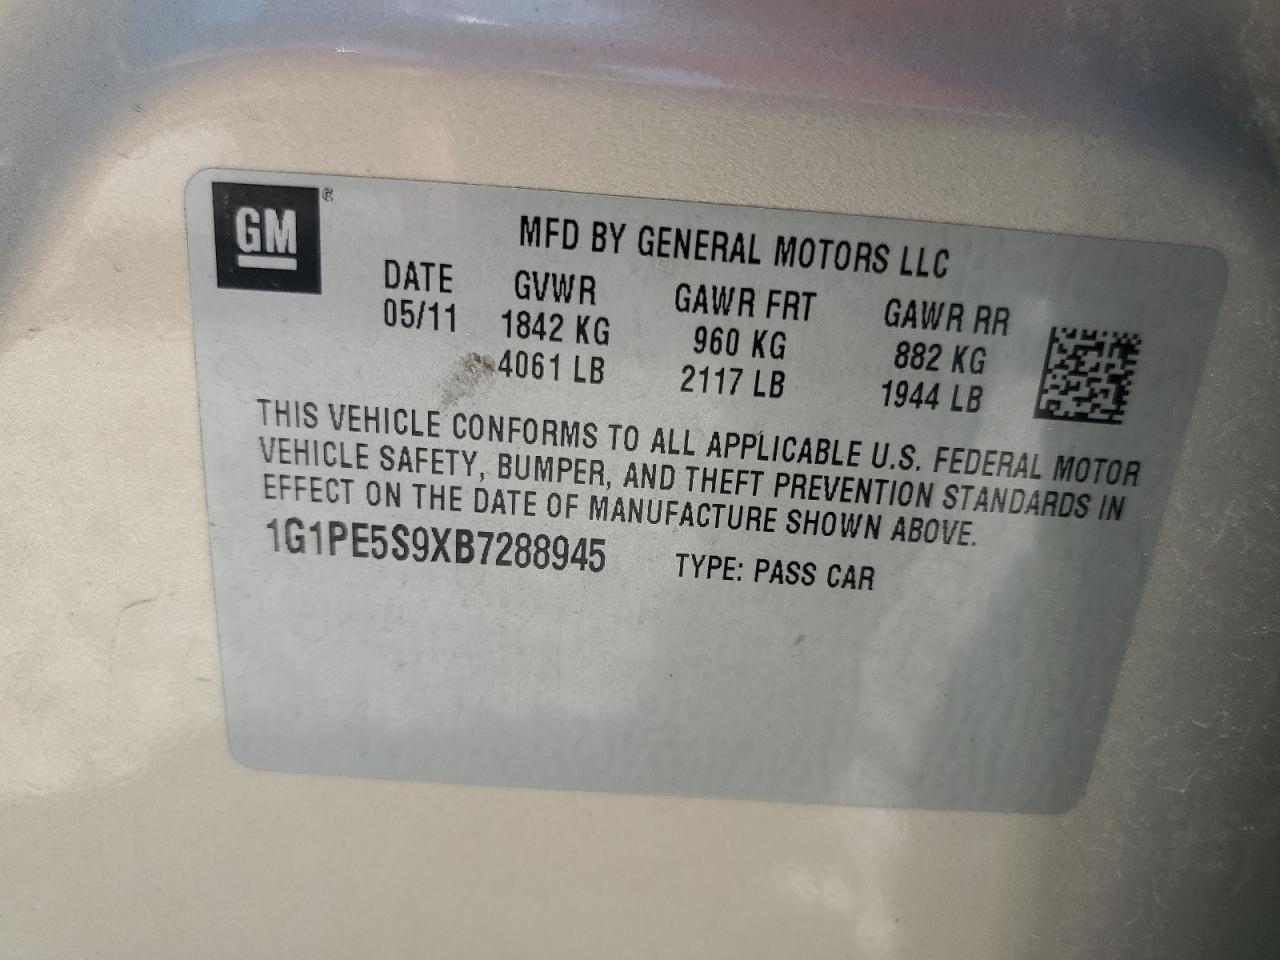 GM®
MFD BY GENERAL MOTORS LLC
DATE GVWR GAWR FRT GAWR RR
05/11 1842 KG 960 KG 882 KG
4061 LB 2117 LB 1944 LB
THIS VEHICLE CONFORMS TO ALL APPLICABLE U.S. FEDERAL MOTOR
VEHICLE SAFETY, BUMPER, AND THEFT PREVENTION STANDARDS IN
EFFECT ON THE DATE OF MANUFACTURE SHOWN ABOVE.
1G1PE5S9XB7288945 TYPE: PASS CAR